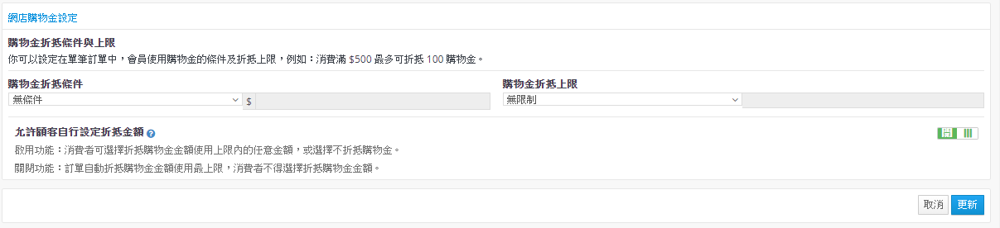 網店購物金設定
購物金折抵條件與上限
你可以設定在單筆訂單中，會員使用購物金的條件及折抵上限，例如：消費滿 $500 最多可折抵 100 購物金。
購物金折抵條件
購物金折抵上限
無條件
$
無限制
允許顧客自行設定折抵金額 ?
開
啟用功能：消費者可選擇折抵購物金金額使用上限內的任意金額，或選擇不折抵購物金。
關閉功能：訂單自動折抵購物金金額使用最上限，消費者不得選擇折抵購物金金額。
取消
更新